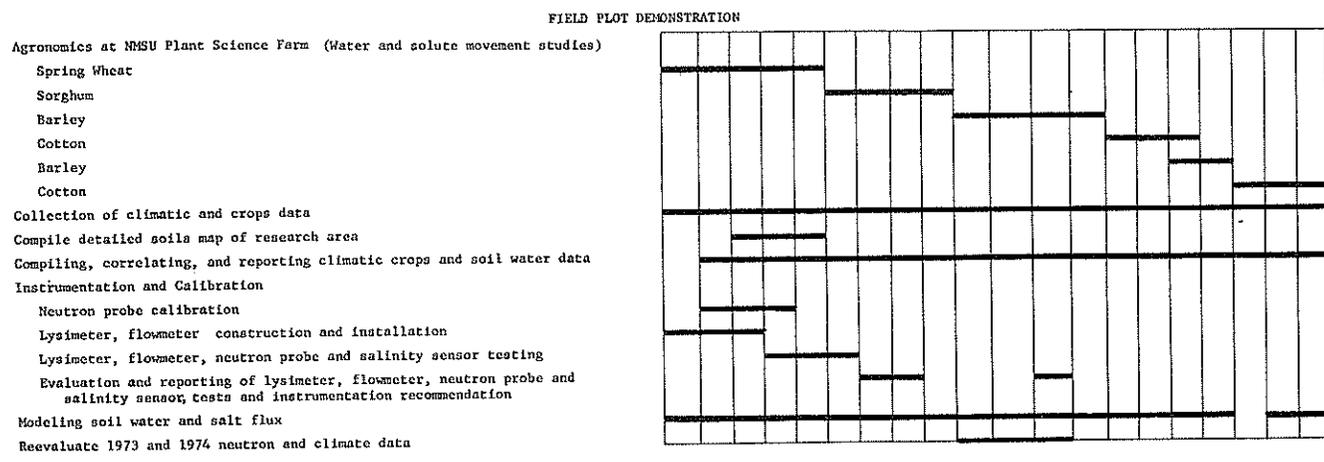 FIELD PLOT DEMONSTRATION
Agronomics at NMSU Plant Science Farm (Water and solute movement studies)
Spring Wheat
Sorghum
Barley
Cotton
Barley
Cotton
Collection of climatic and crops data
Compile detailed soils map of research area
Compiling, correlating, and reporting climatic crops and soil water data
Instrumentation and Calibration
Neutron probe calibration
Lysimeter, flowmeter construction and installation
Lysimeter, flowmeter, neutron probe and salinity sensor testing
Evaluation and reporting of lysimeter, flowmeter, neutron probe and
salinity sensor, tests and instrumentation recommendation
Modeling soil water and salt flux
Reevaluate 1973 and 1974 neutron and climate data